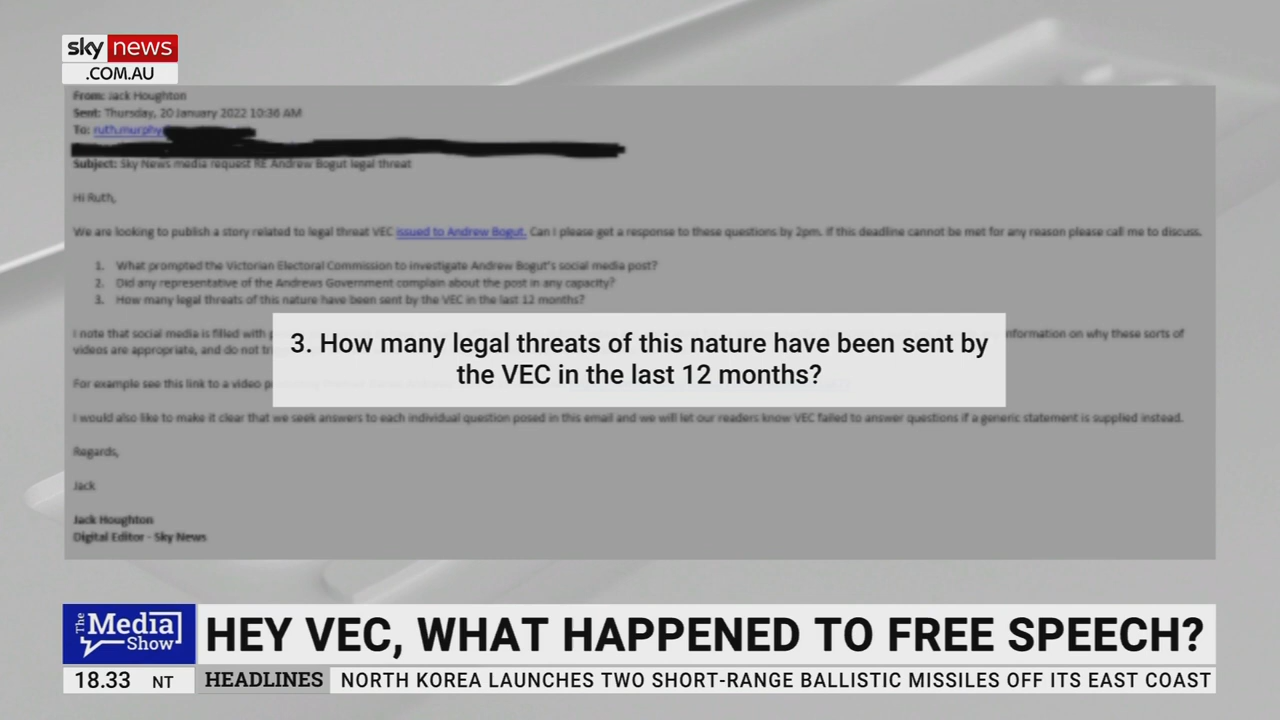 sky news
.COM.AU
From: Jack Houghton
Sent: Thursday, 20 January 2022 10:36 AM
To: ruth.murphy
Subject: Sky News media request RE Andrew Bogut legal threat
Hi Ruth,
We are looking to publish a story related to legal threat VEC issued to Andrew Bogut. Can I please get a response to these questions by 2pm. If this deadline cannot be met for any reason please call me to discuss.
1. What prompted the Victorian Electoral Commission to investigate Andrew Bogut's social media post?
2. Did any representative of the Andrews Government complain about the post in any capacity?
3. How many legal threats of this nature have been sent by the VEC in the last 12 months?
I note that social media is filled with information on why these sorts of
videos are appropriate, and do not
3. How many legal threats of this nature have been sent by
the VEC in the last 12 months?
For example see this link to a video
I would also like to make it clear that we seek answers to each individual question posed in this email and we will let our readers know VEC failed to answer questions if a generic statement is supplied instead.
Regards,
Jack
Jack Houghton
Digital Editor - Sky News
The Media Show
HEY VEC, WHAT HAPPENED TO FREE SPEECH?
18.33 NT HEADLINES NORTH KOREA LAUNCHES TWO SHORT-RANGE BALLISTIC MISSILES OFF ITS EAST COAST